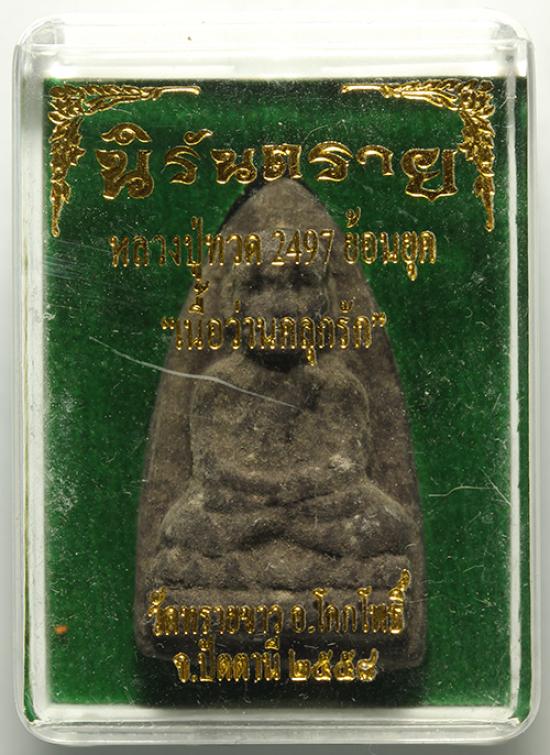 นิรันตราย
หลวงปู่ทวด 2497 ย้อนยุค
"เนื้อว่านคลุกรัก"
วัดทรายขาว อ.โคกโพธิ์
จ.ปัตตานี ๒๕๕๘